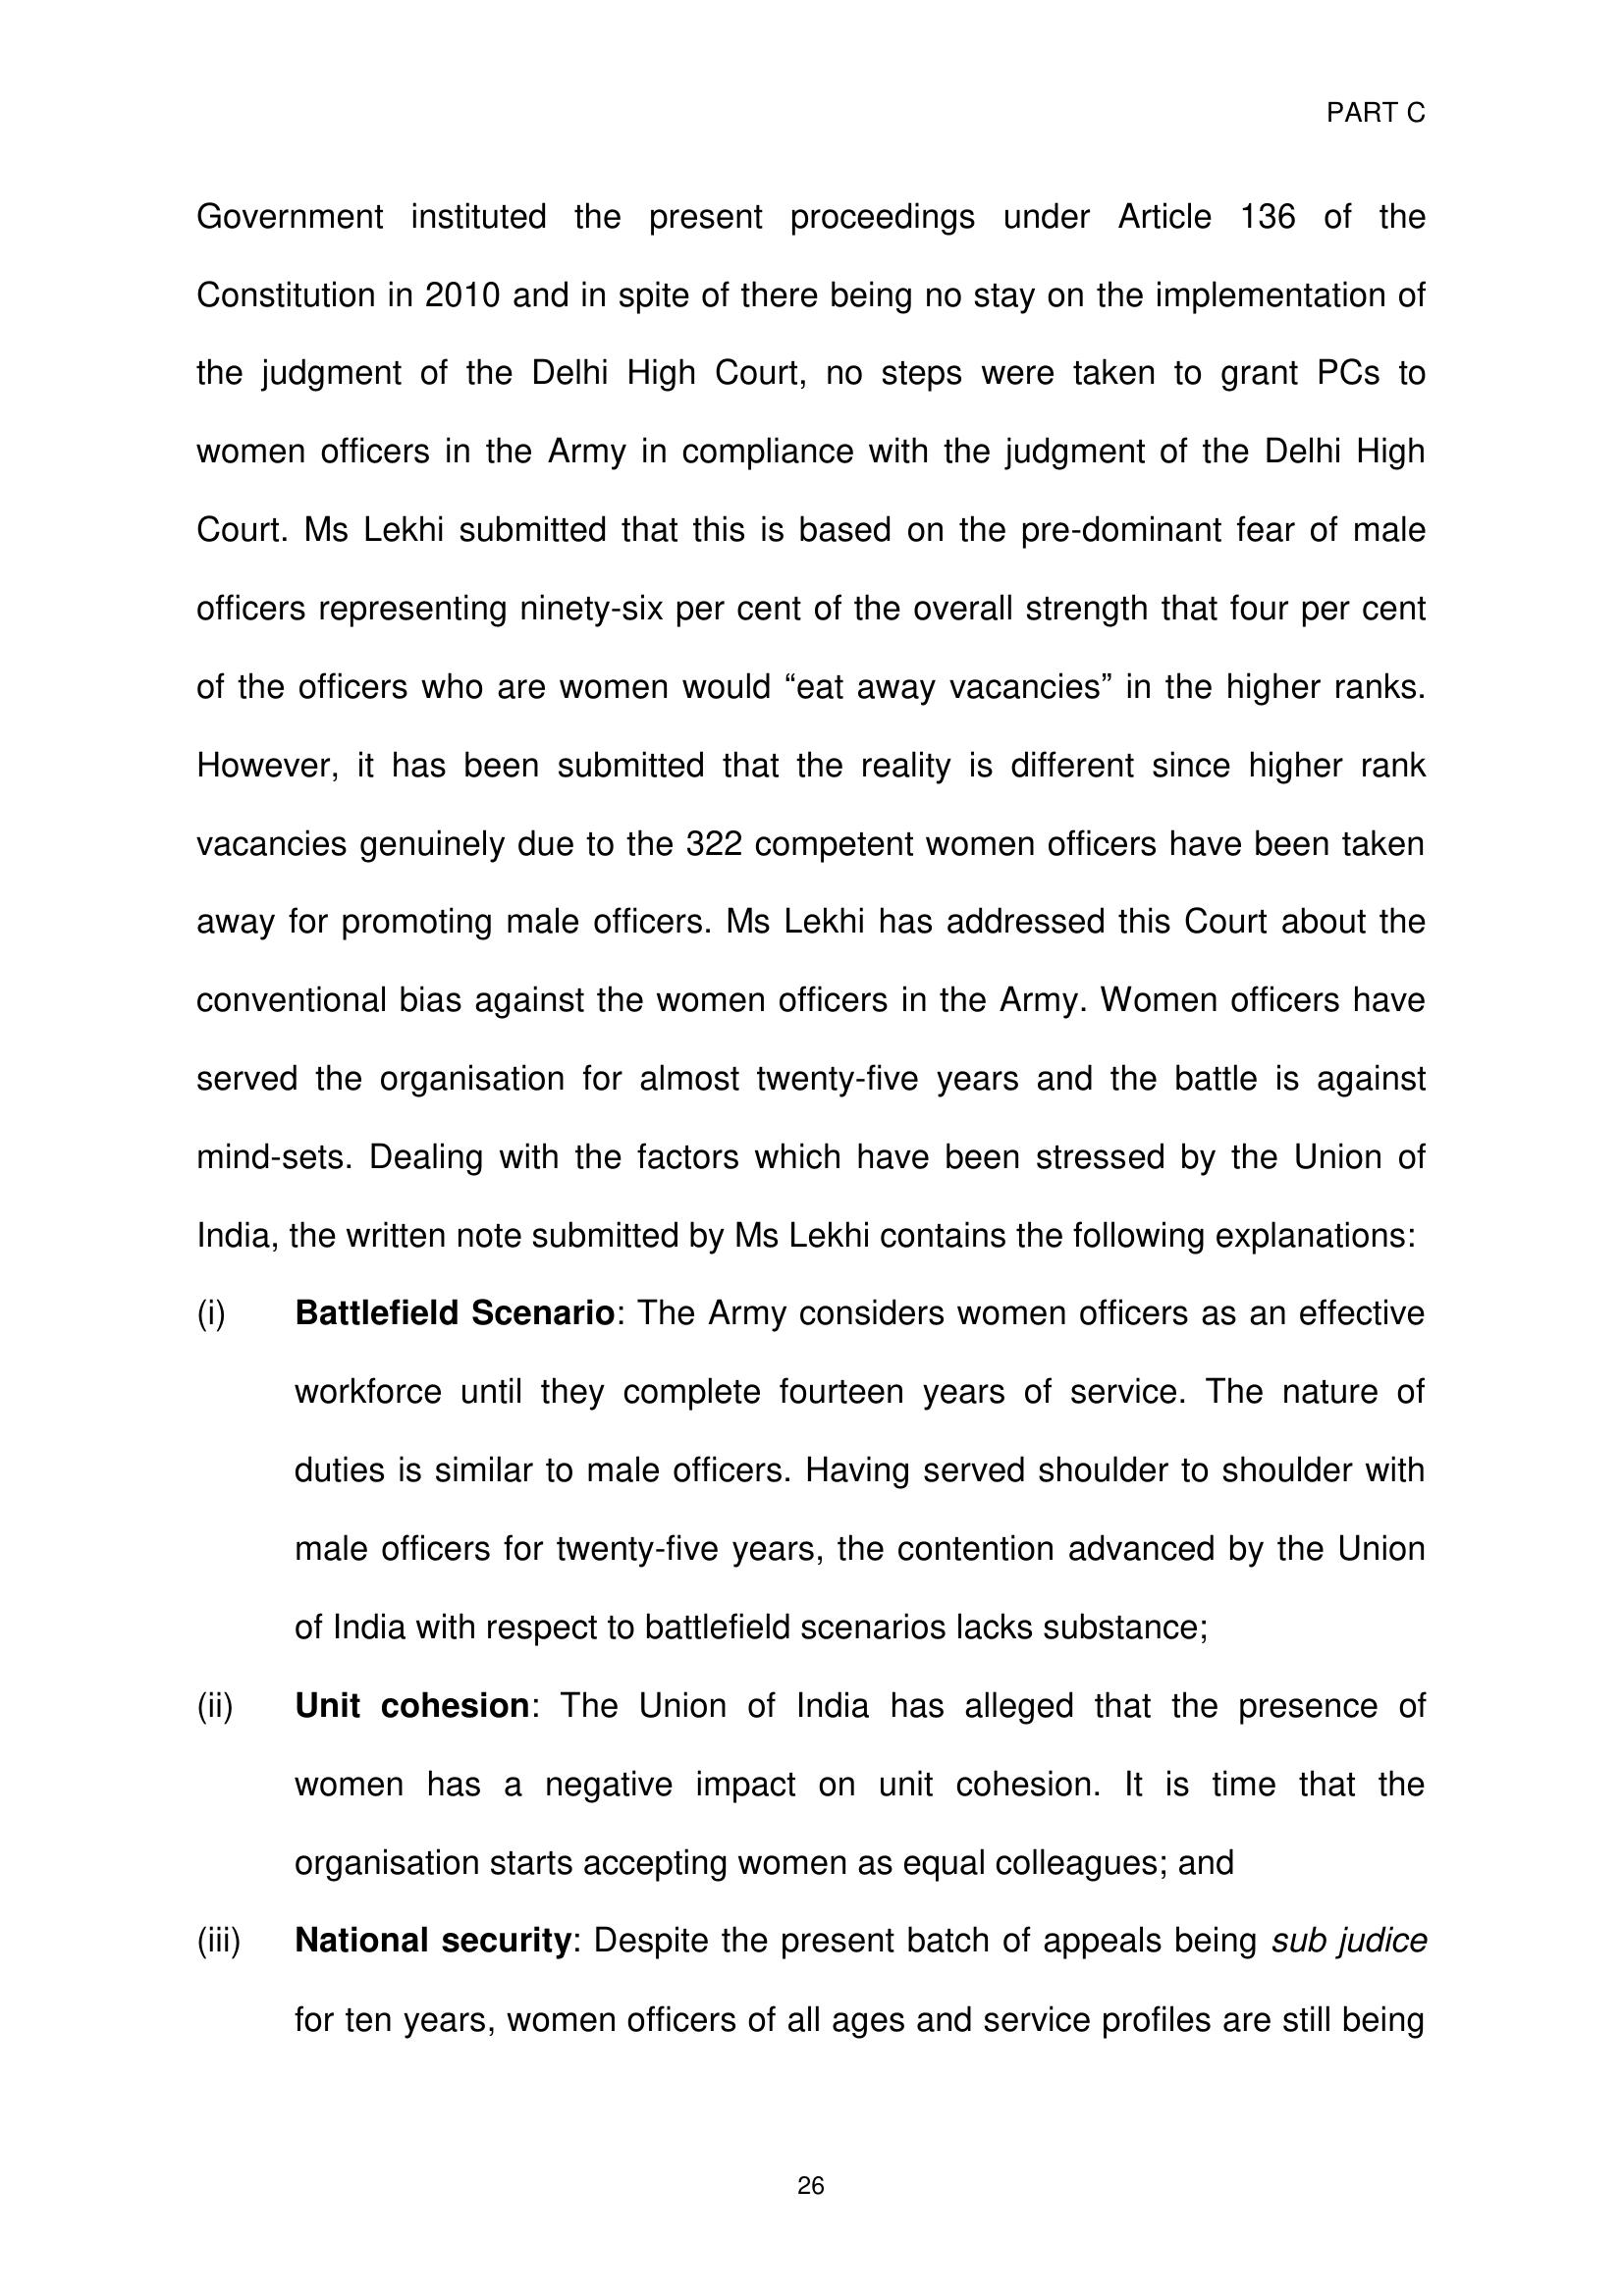 PART C
Government instituted the present proceedings under Article 136 of the
Constitution in 2010 and in spite of there being no stay on the implementation of
the judgment of the Delhi High Court, no steps were taken to grant PCs to
women officers in the Army in compliance with the judgment of the Delhi High
Court. Ms Lekhi submitted that this is based on the pre-dominant fear of male
officers representing ninety-six per cent of the overall strength that four per cent
of the officers who are women would “eat away vacancies” in the higher ranks.
However, it has been submitted that the reality is different since higher rank
vacancies genuinely due to the 322 competent women officers have been taken
away for promoting male officers. Ms Lekhi has addressed this Court about the
conventional bias against the women officers in the Army. Women officers have
served the organisation for almost twenty-five years and the battle is against
mind-sets. Dealing with the factors which have been stressed by the Union of
India, the written note submitted by Ms Lekhi contains the following explanations:
(i) Battlefield Scenario: The Army considers women officers as an effective
workforce until they complete fourteen years of service. The nature of
duties is similar to male officers. Having served shoulder to shoulder with
male officers for twenty-five years, the contention advanced by the Union
of India with respect to battlefield scenarios lacks substance;
(ii) Unit cohesion: The Union of India has alleged that the presence of
women has a negative impact on unit cohesion. It is time that the
organisation starts accepting women as equal colleagues; and
(iii) National security: Despite the present batch of appeals being sub judice
for ten years, women officers of all ages and service profiles are still being
26